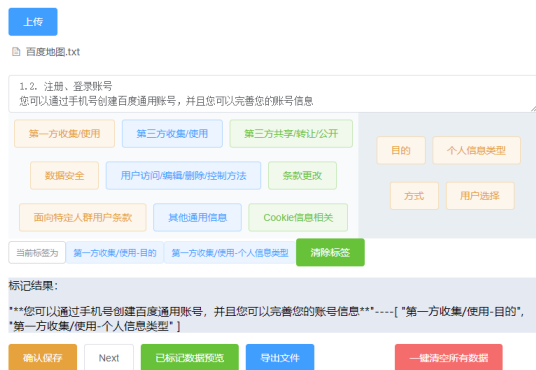 上传
百度地图.txt
1.2. 注册、登录账号
您可以通过手机号创建百度通用账号，并且您可以完善您的账号信息
第一方收集/使用
第三方收集/使用
第三方共享/转让/公开
目的
个人信息类型
数据安全
用户访问/编辑/删除/控制方法
条款更改
方式
用户选择
面向特定人群用户条款
其他通用信息
Cookie信息相关
当前标签为
第一方收集/使用-目的
第一方收集/使用-个人信息类型
清除标签
标记结果：
"**您可以通过手机号创建百度通用账号，并且您可以完善您的账号信息**"----[ "第一方收集/使用-目的",
"第一方收集/使用-个人信息类型" ]
确认保存
Next
已标记数据预览
导出文件
一键清空所有数据